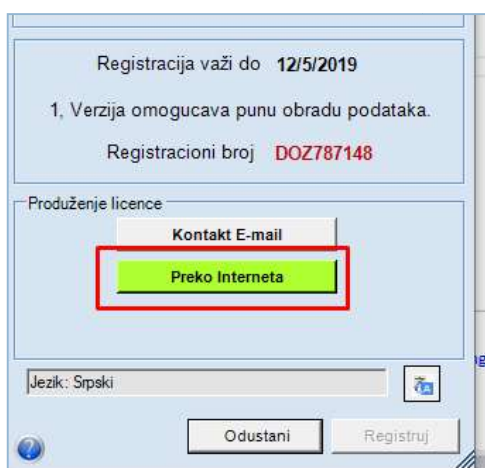 Registracija važi do 12/5/2019
1, Verzija omogucava punu obradu podataka.
Registracioni broj DOZ787148
Produženje licence
Kontakt E-mail
Preko Interneta
Jezik: Srpski
Odustani Registruj